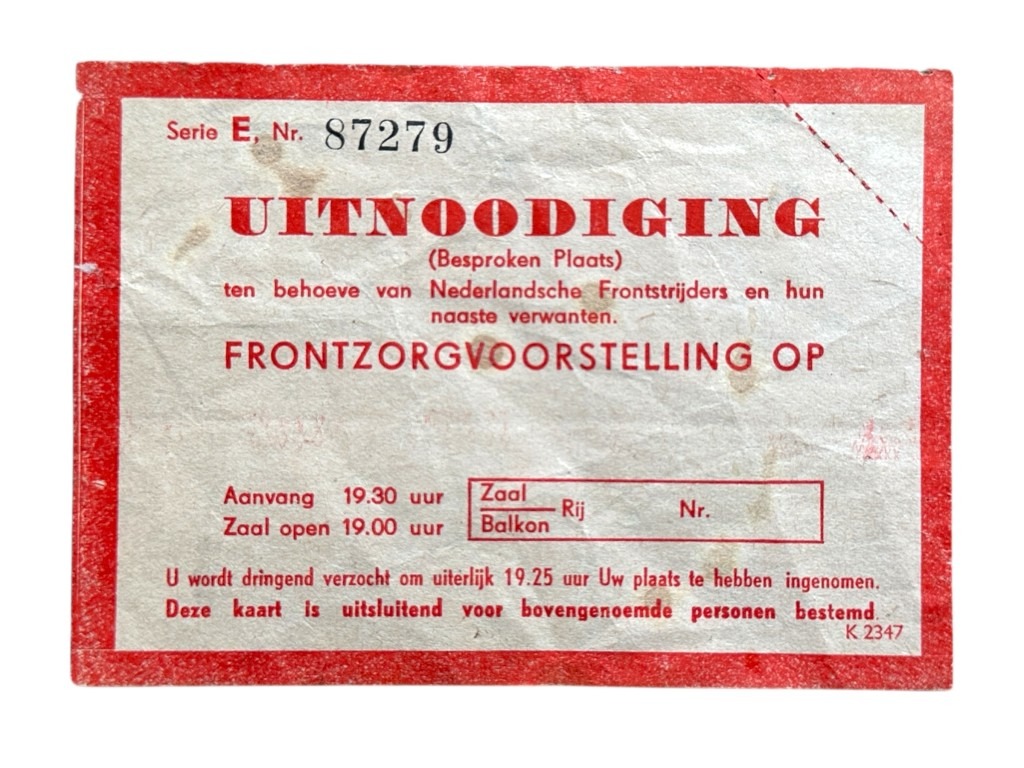 Serie E, Nr. 87279
UITNOODIGING
(Besproken Plaats)
ten behoeve van Nederlandsche Frontstrijders en hun
naaste verwanten.
FRONTZORGVOORSTELLING OP
Aanvang 19.30 uur
Zaal open 19.00 uur
Zaal
Balkon
Rij Nr.
U wordt dringend verzocht om uiterlijk 19.25 uur Uw plaats te hebben ingenomen.
Deze kaart is uitsluitend voor bovengenoemde personen bestemd.
K 2347